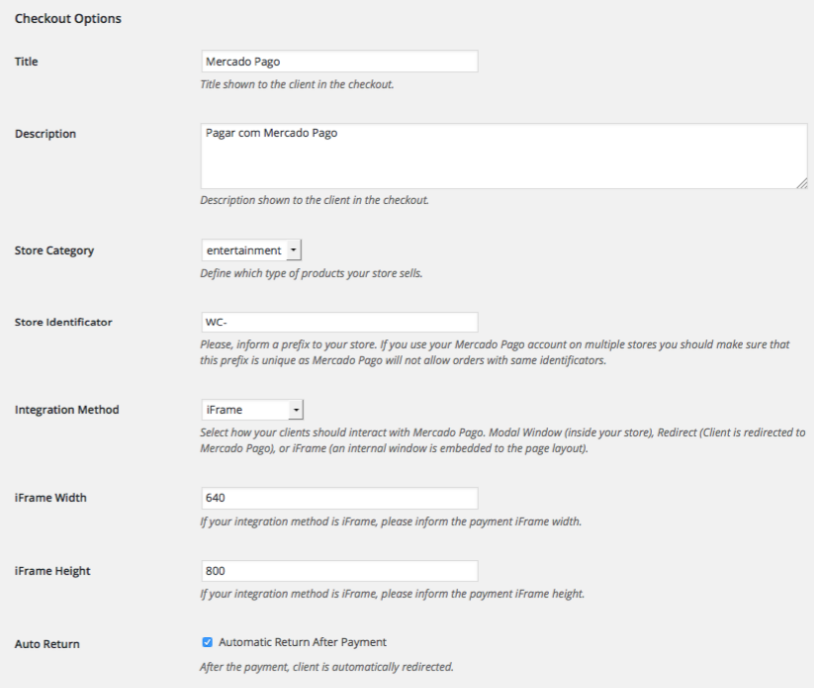 Checkout Options
Title
Mercado Pago
Title shown to the client in the checkout.
Description
Pagar com Mercado Pago
Description shown to the client in the checkout.
Store Category
entertainment
Define which type of products your store sells.
Store Identificator
WC-
Please, inform a prefix to your store. If you use your Mercado Pago account on multiple stores you should make sure that
this prefix is unique as Mercado Pago will not allow orders with same identificators.
Integration Method
iFrame
Select how your clients should interact with Mercado Pago. Modal Window (inside your store), Redirect (Client is redirected to
Mercado Pago), or iFrame (an internal window is embedded to the page layout).
iFrame Width
640
If your integration method is iFrame, please inform the payment iFrame width.
iFrame Height
800
If your integration method is iFrame, please inform the payment iFrame height.
Auto Return
Automatic Return After Payment
After the payment, client is automatically redirected.